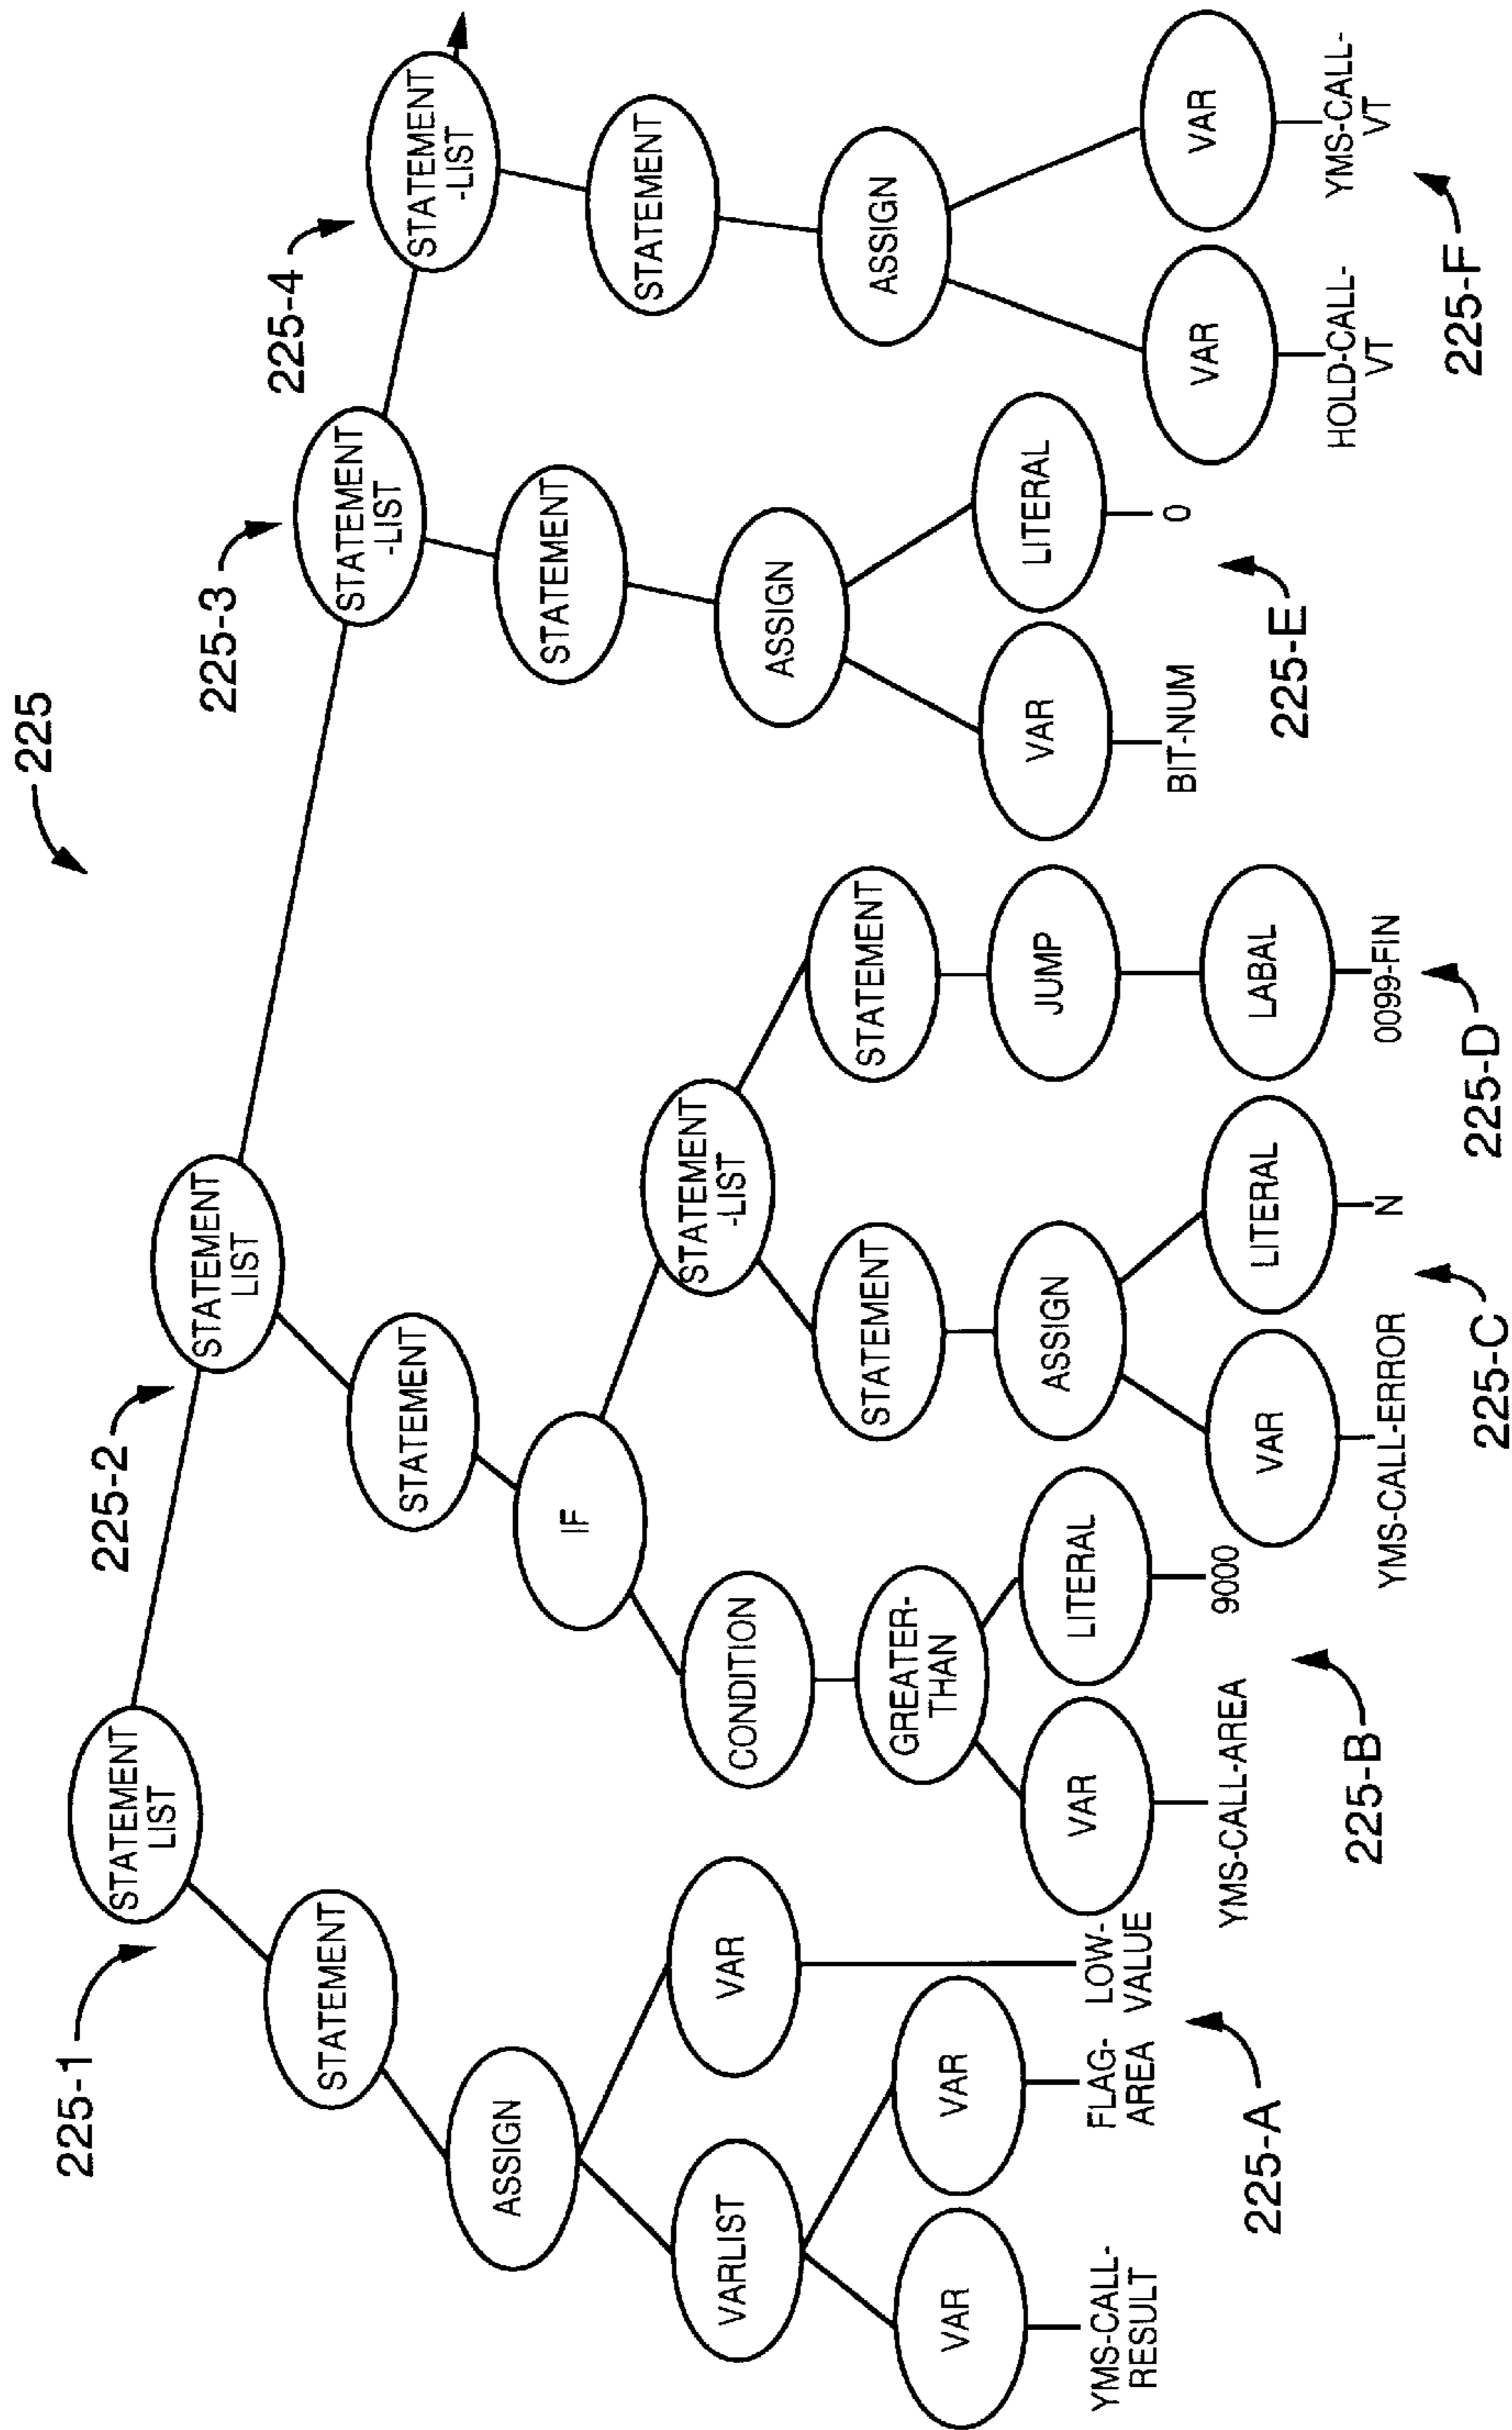 225
225-1
STATEMENT
LIST
225-2
STATEMENT
LIST
225-3
STATEMENT
-LIST
225-4
STATEMENT
-LIST
STATEMENT
ASSIGN
VARLIST
VAR
VAR
VAR
YMS-CALL-
RESULT
FLAG-
AREA
LOW-
VALUE
225-A
STATEMENT
IF
CONDITION
GREATER-
THAN
VAR
LITERAL
YMS-CALL-AREA
9000
225-B
STATEMENT
-LIST
STATEMENT
ASSIGN
VAR
LITERAL
YMS-CALL-ERROR
N
225-C
STATEMENT
JUMP
LABAL
0099-FIN
225-D
STATEMENT
ASSIGN
VAR
LITERAL
BIT-NUM
0
225-E
STATEMENT
ASSIGN
VAR
VAR
HOLD-CALL-
VT
YMS-CALL-
VT
225-F